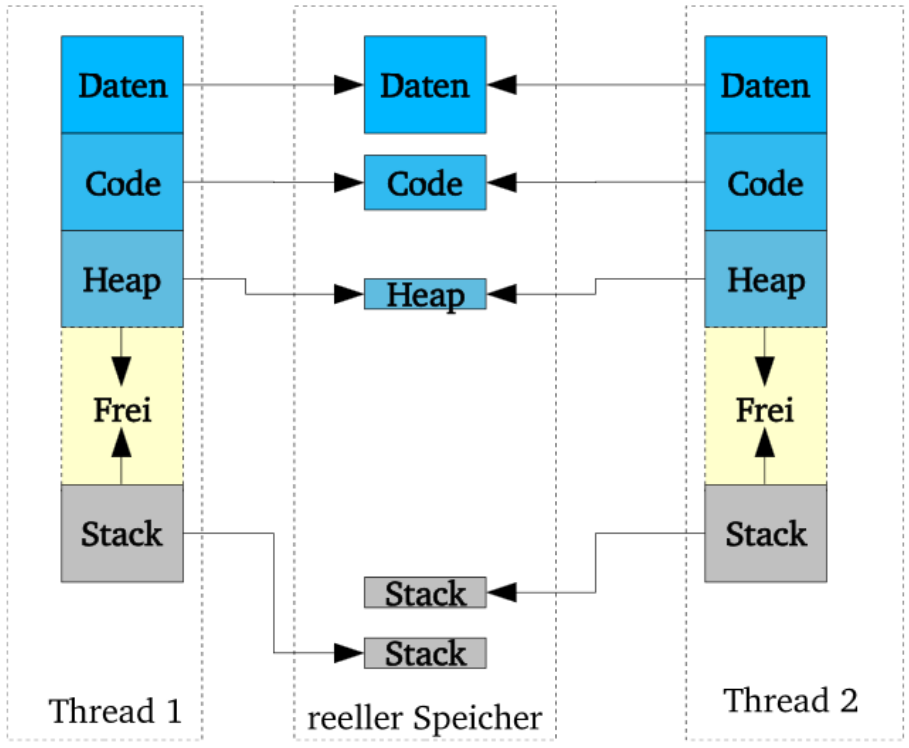 Daten
Code
Heap
Frei
Stack
Thread 1
Daten
Code
Heap
Stack
Stack
reeller Speicher
Daten
Code
Heap
Frei
Stack
Thread 2